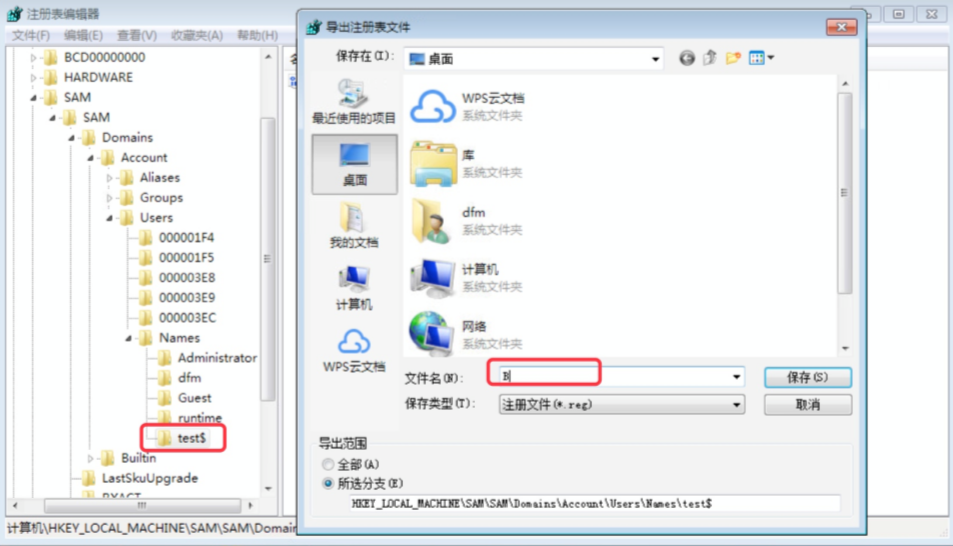 注册表编辑器
文件(F) 编辑(E) 查看(V) 收藏夹(A) 帮助(H)
BCD00000000
HARDWARE
SAM
SAM
Domains
Account
Aliases
Groups
Users
000001F4
000001F5
000003E8
000003E9
000003EC
Names
Administrator
dfm
Guest
runtime
test$
Builtin
LastSkuUpgrade
RXACT
计算机\HKEY_LOCAL_MACHINE\SAM\SAM\Domain
导出注册表文件
保存在(I): 桌面
最近使用的项目
桌面
我的文档
计算机
WPS云文档
WPS云文档
系统文件夹
库
系统文件夹
dfm
系统文件夹
计算机
系统文件夹
网络
系统文件夹
文件名(N): B 保存(S)
保存类型(T): 注册文件(*.reg) 取消
导出范围
全部(A)
所选分支(E)
HKEY_LOCAL_MACHINE\SAM\SAM\Domains\Account\Users\Names\test$